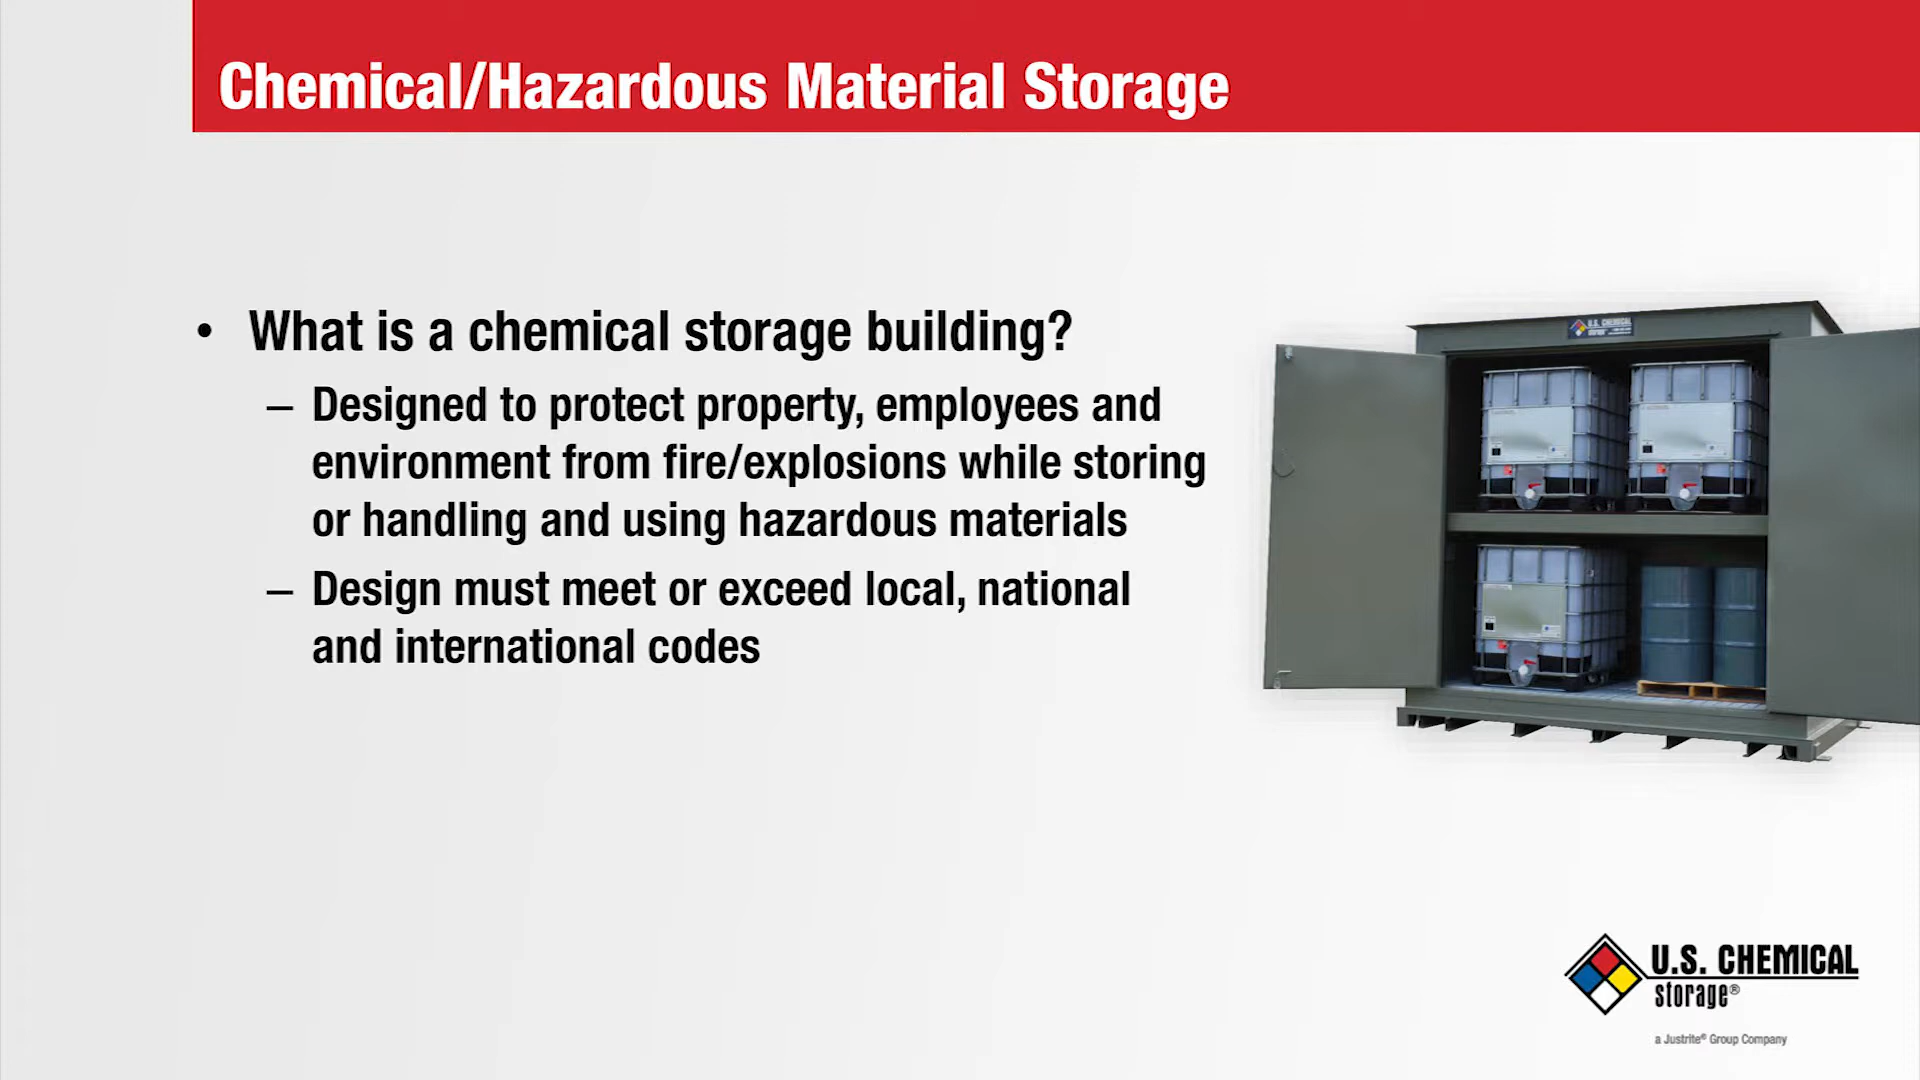 Chemical/Hazardous Material Storage
• What is a chemical storage building?
– Designed to protect property, employees and
environment from fire/explosions while storing
or handling and using hazardous materials
– Design must meet or exceed local, national
and international codes
U.S. CHEMICAL
storage
U.S. CHEMICAL
storage®
a Justrite® Group Company